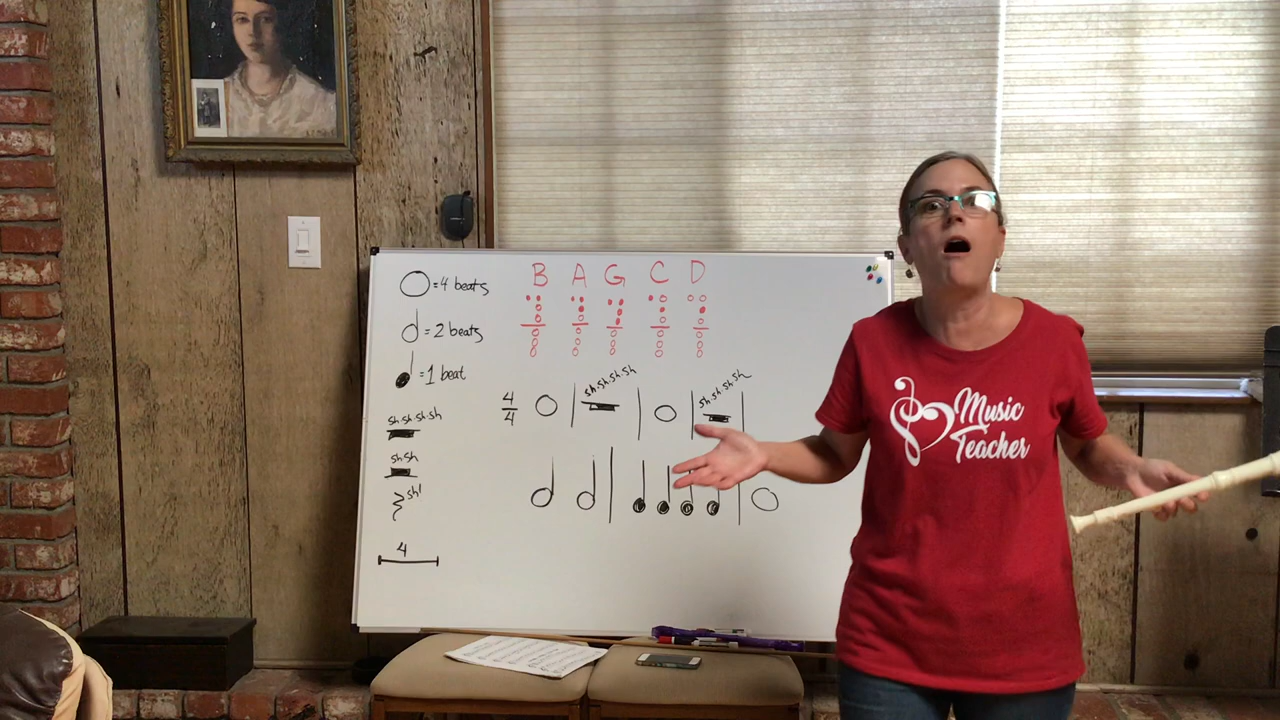 = 4 beats
= 2 beats
= 1 beat
sh.sh.sh.sh
sh sh
sh!
4
B A G C D
4
4
sh.sh.sh.sh
sh.sh.sh.sh
Music
Teacher